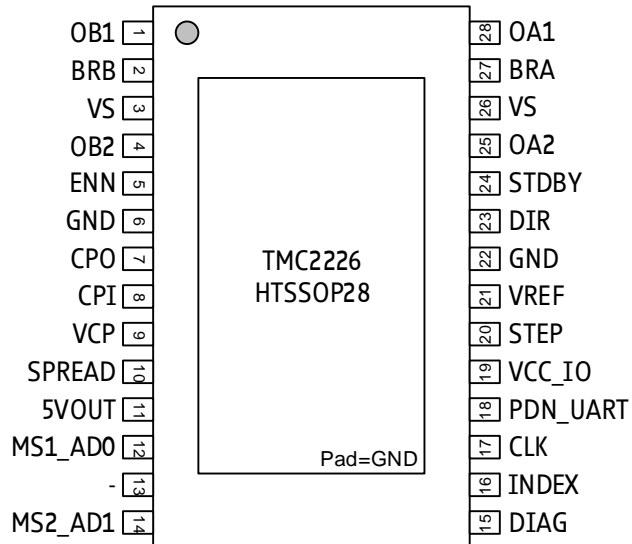 OB1 1
BRB 2
VS 3
OB2 4
ENN 5
GND 6
CPO 7
CPI 8
VCP 9
SPREAD 10
5VOUT 11
MS1_AD0 12
- 13
MS2_AD1 14
TMC2226
HTSSOP28
Pad=GND
28 OA1
27 BRA
26 VS
25 OA2
24 STDBY
23 DIR
22 GND
21 VREF
20 STEP
19 VCC_IO
18 PDN_UART
17 CLK
16 INDEX
15 DIAG